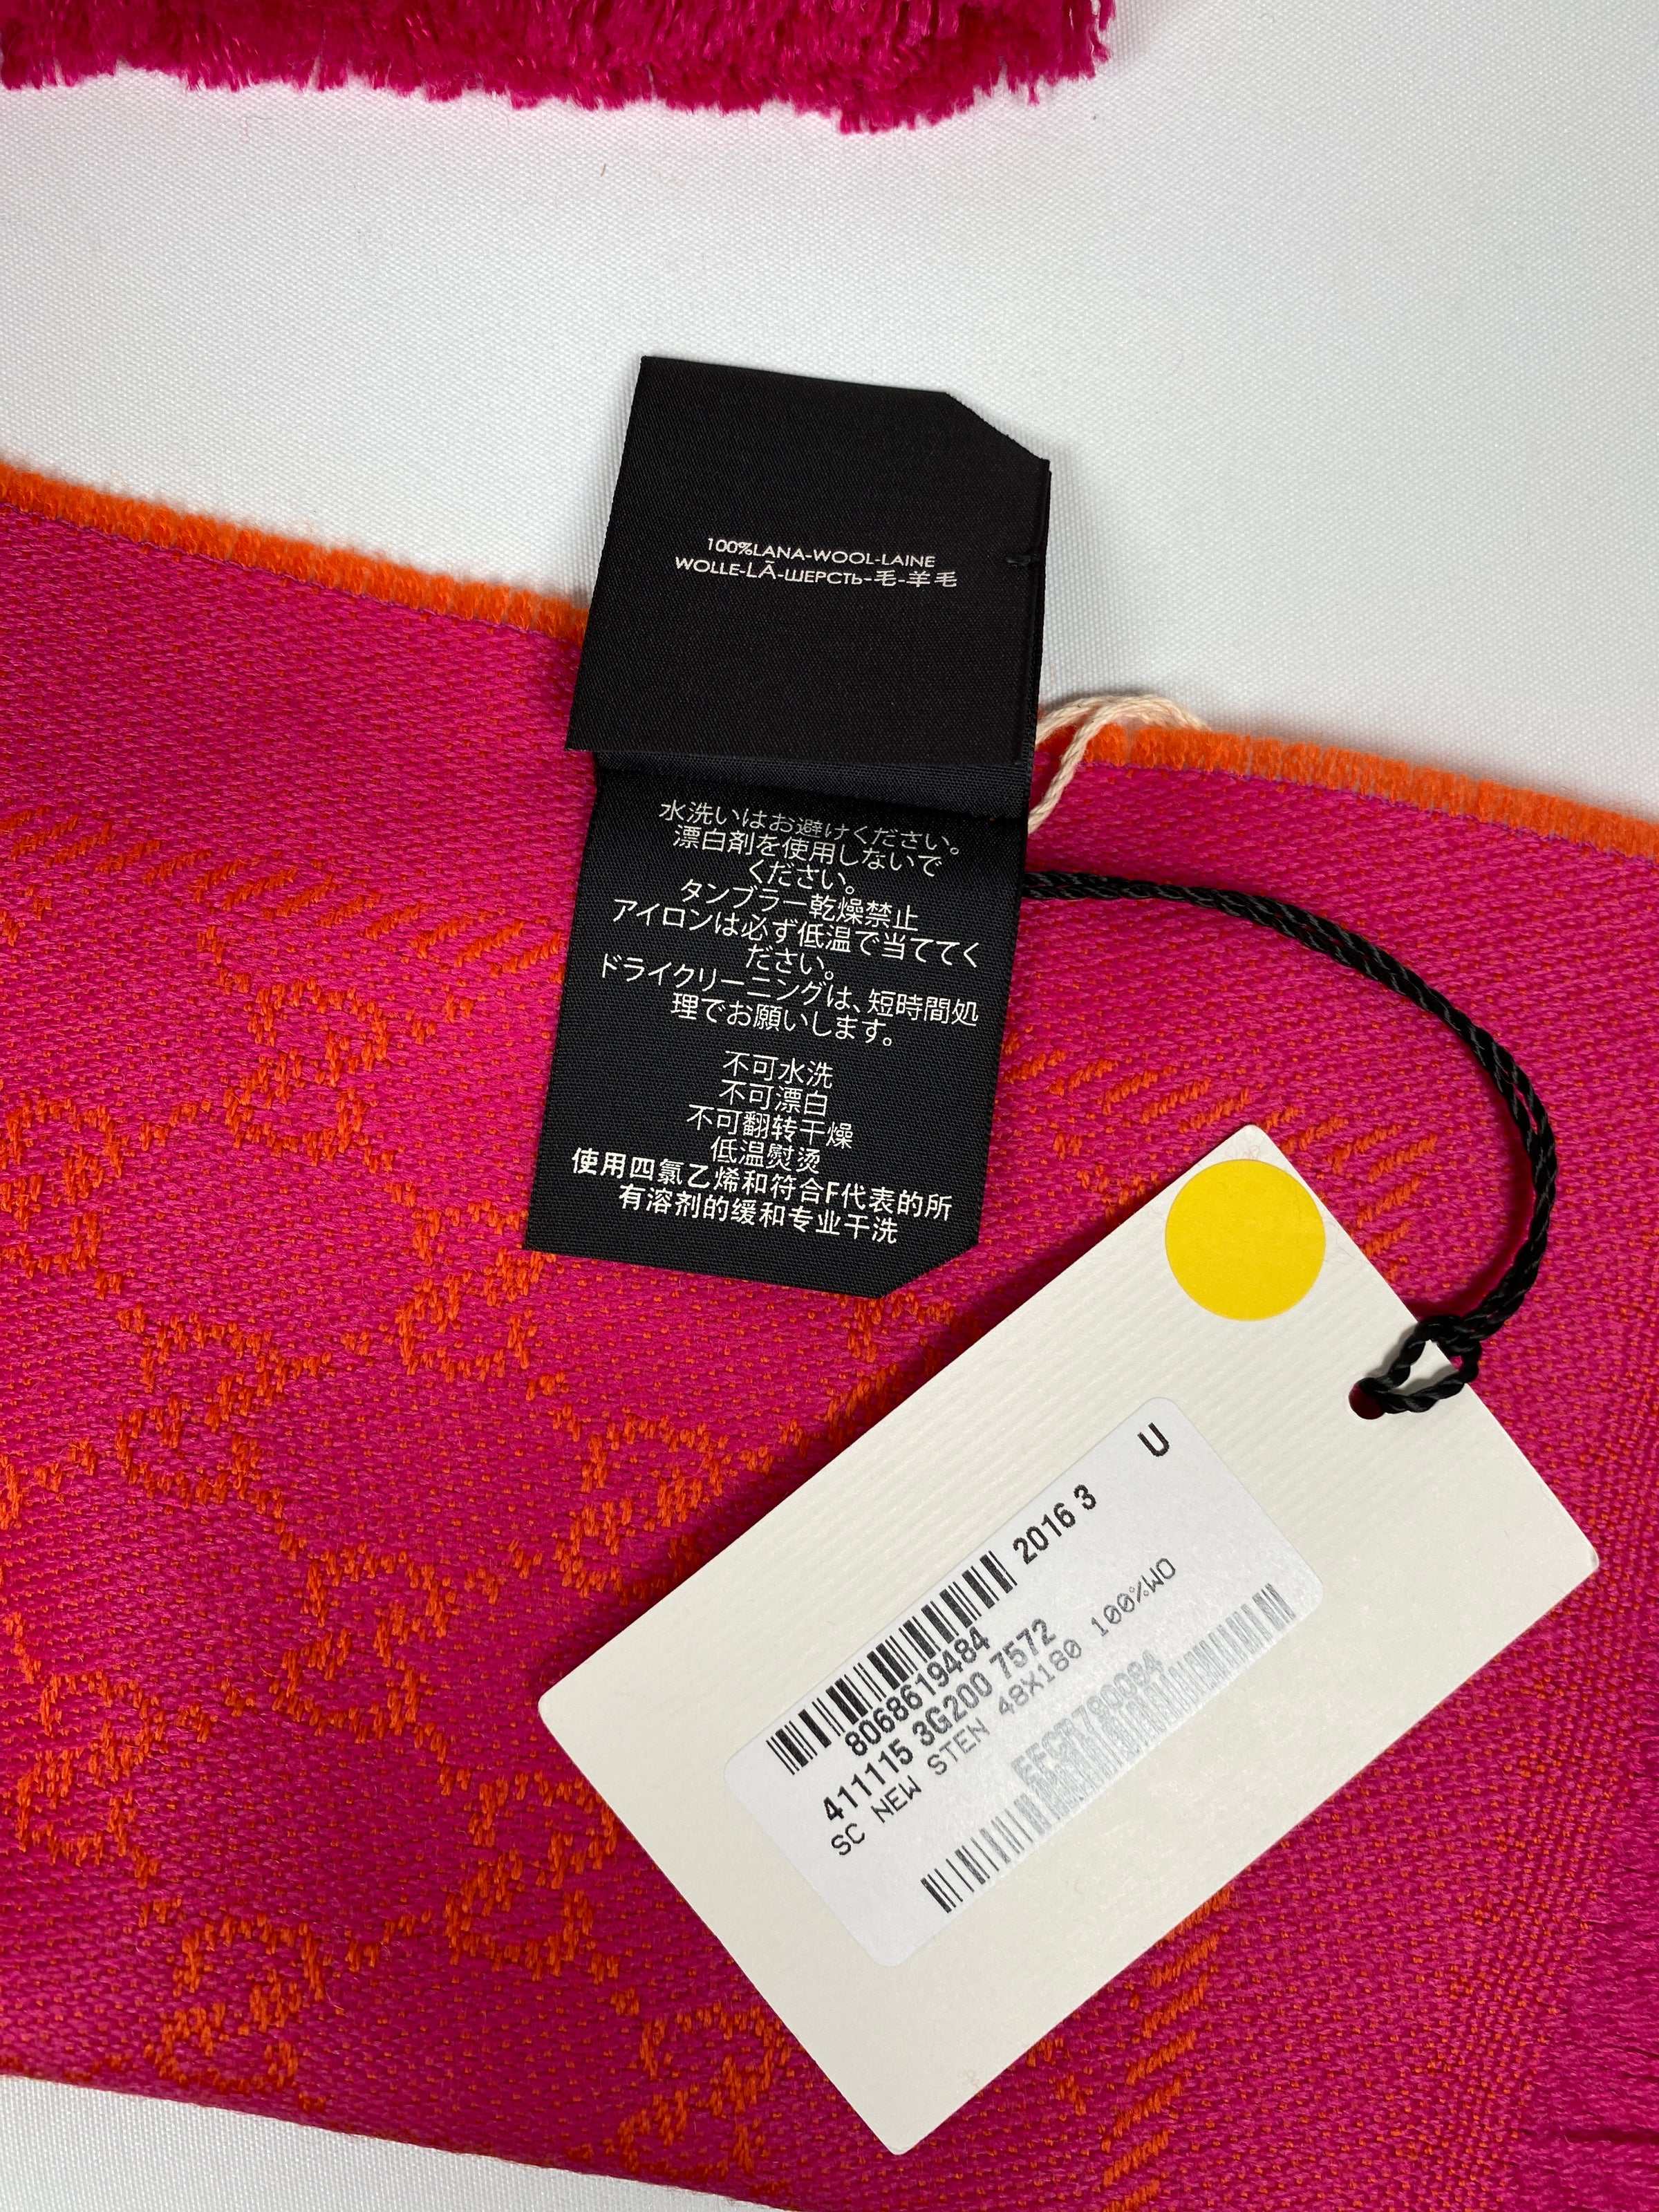 100%LANA-WOOL-LAINE
WOLLE-LÃ-ШЕРСТЬ-毛-羊毛
水洗いはお避けください。
漂白剤を使用しないで
ください。
タンブラー乾燥禁止
アイロンは必ず低温で当ててく
ださい。
ドライクリーニングは、短時間処
理でお願いします。
不可水洗
不可漂白
不可翻转干燥
低温熨烫
使用四氯乙烯和符合F代表的所
有溶剂的缓和专业干洗
U
2016 3
8068619484
411115 3G200 7572
SC NEW STEN 48X180 100%WO